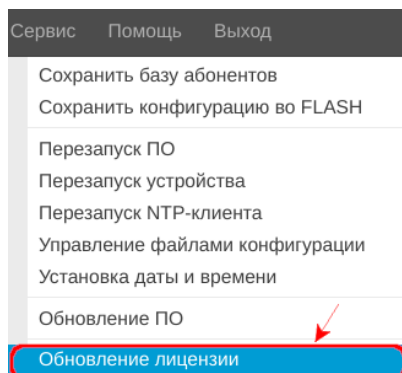 Сервис Помощь Выход
Сохранить базу абонентов
Сохранить конфигурацию во FLASH
Перезапуск ПО
Перезапуск устройства
Перезапуск NTP-клиента
Управление файлами конфигурации
Установка даты и времени
Обновление ПО
Обновление лицензии